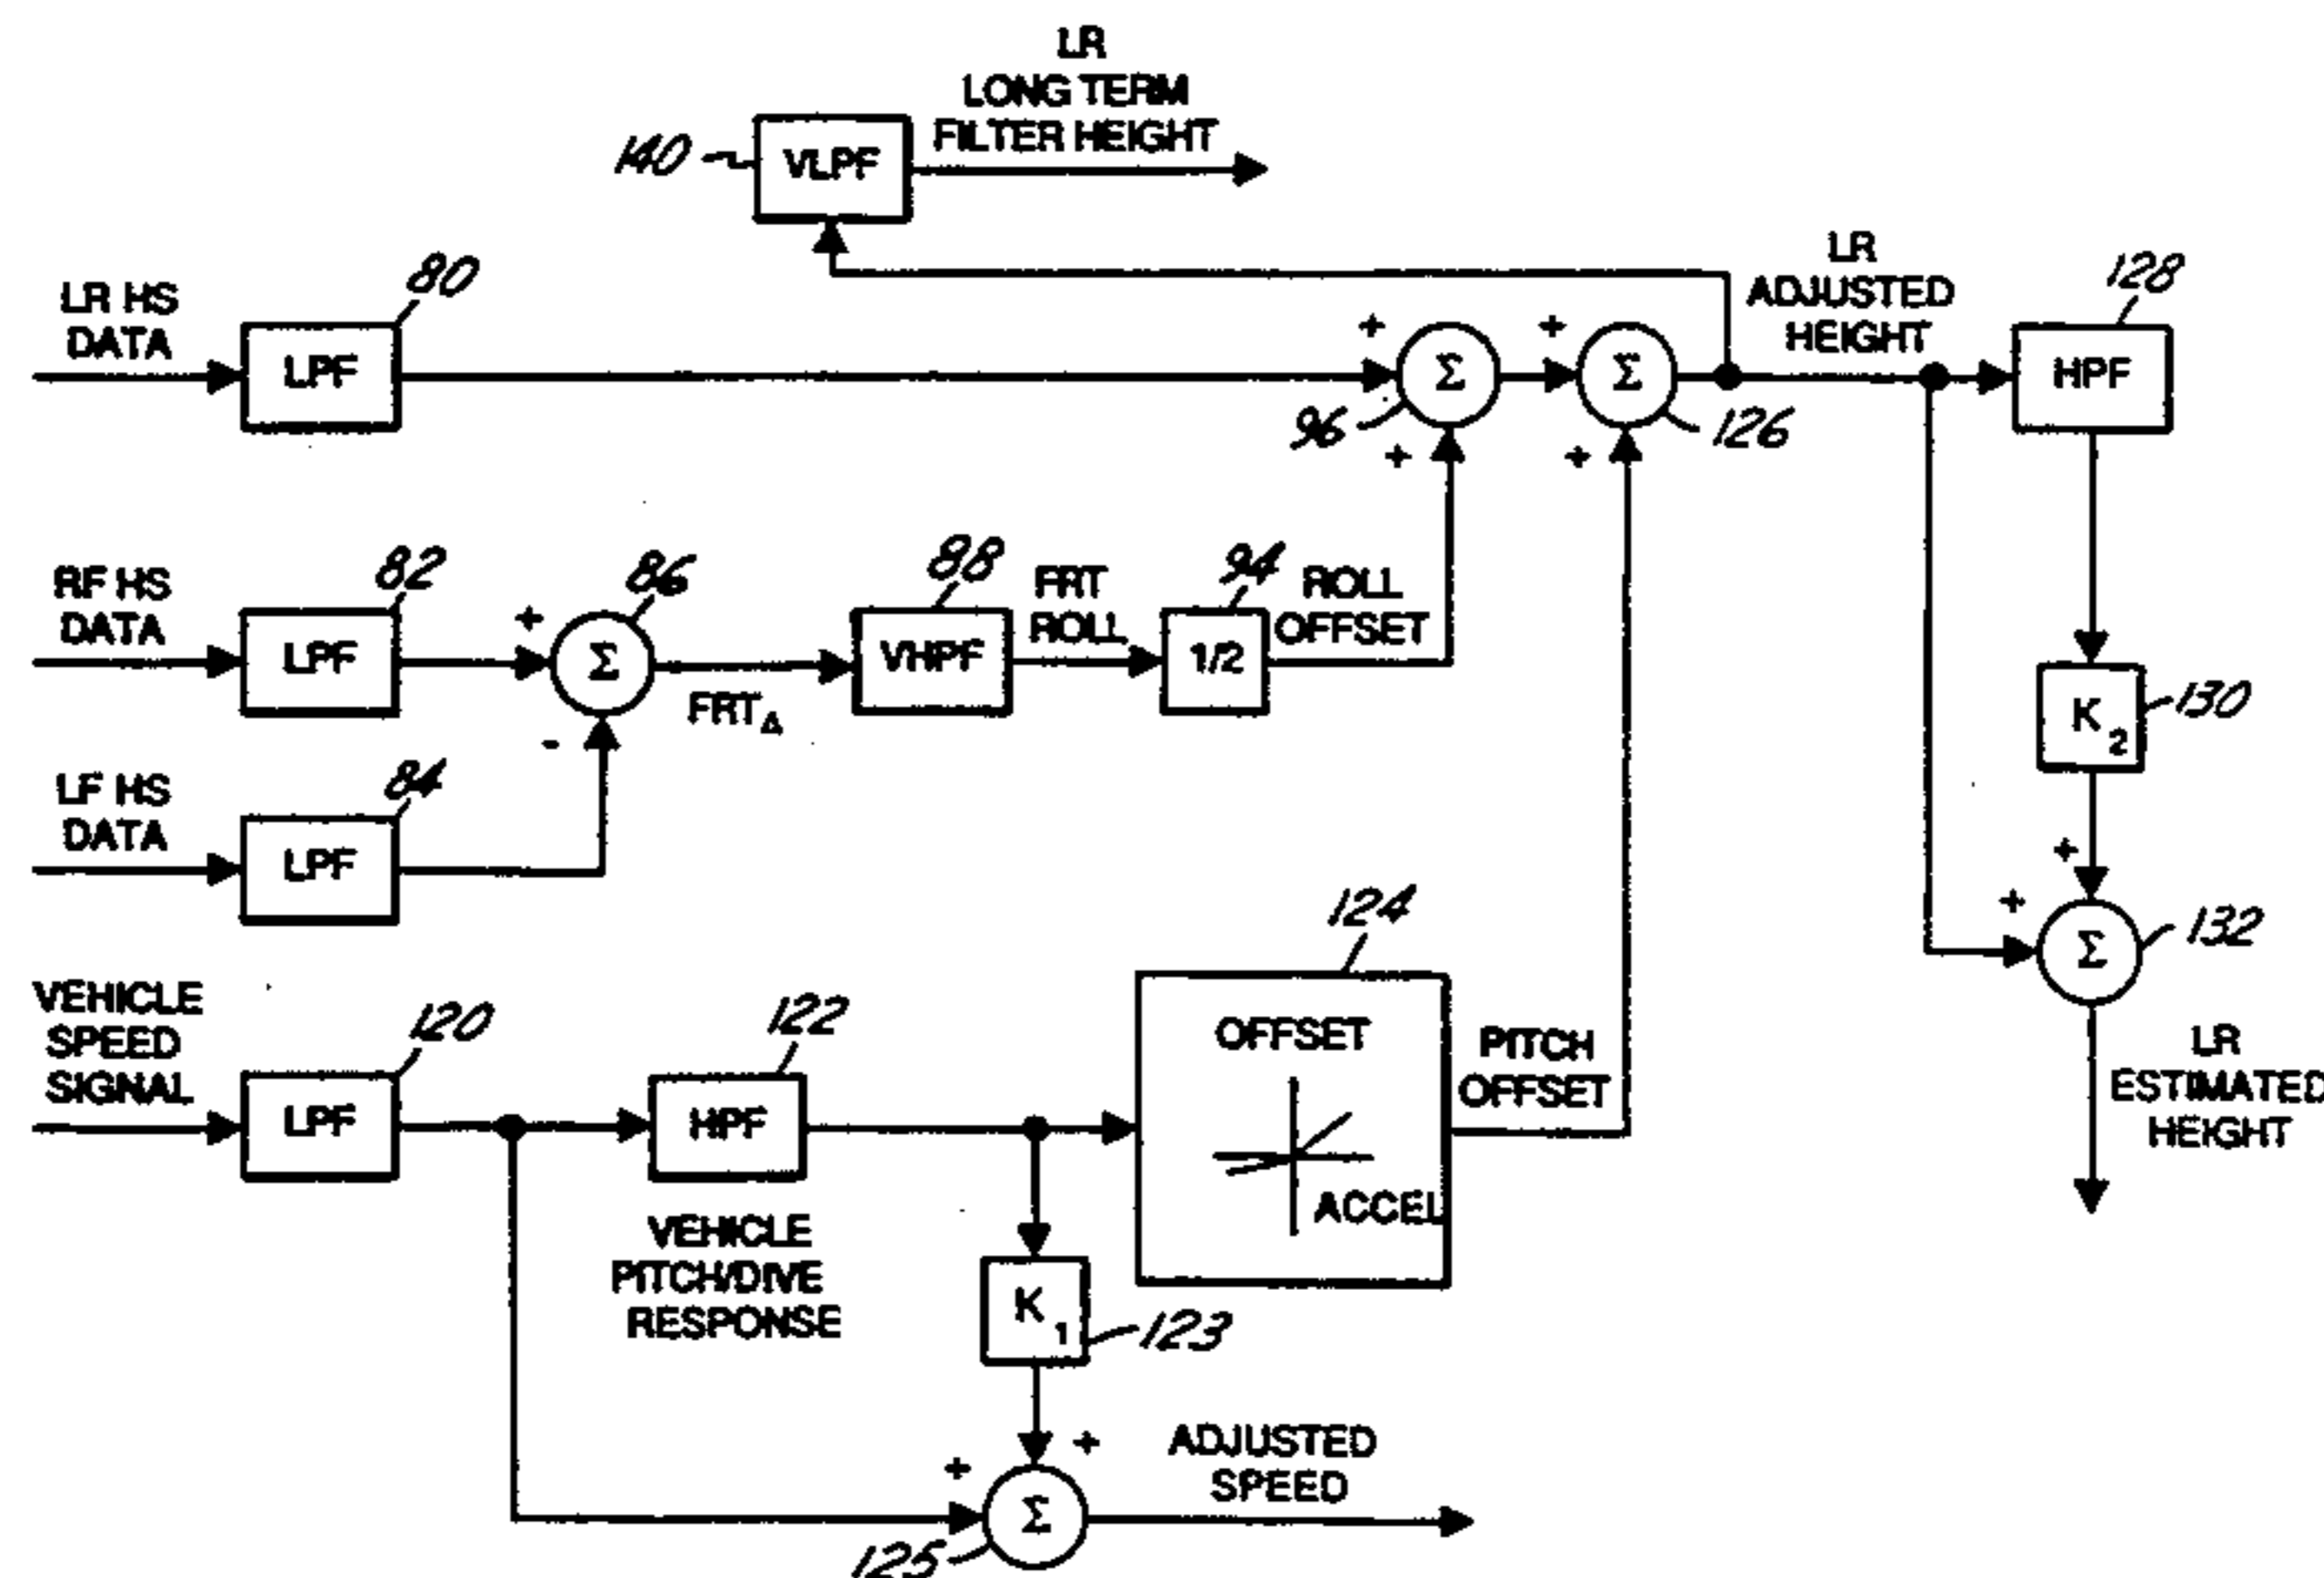 LR
LONG TERM
FILTER HEIGHT
140
VLPF
LR HS
DATA
80
LPF
+
+
96
Σ
+
+
126
Σ
LR
ADJUSTED
HEIGHT
128
HPF
RF HS
DATA
82
LPF
+
86
Σ
-
FRTΔ
88
VHPF
FRT
ROLL
94
1/2
ROLL
OFFSET
K2
130
LF HS
DATA
84
LPF
+
+
Σ
132
LR
ESTIMATED
HEIGHT
VEHICLE
SPEED
SIGNAL
120
LPF
122
HPF
VEHICLE
PITCH/DIVE
RESPONSE
124
OFFSET
ACCEL
PITCH
OFFSET
K1
123
+
+
Σ
125
ADJUSTED
SPEED